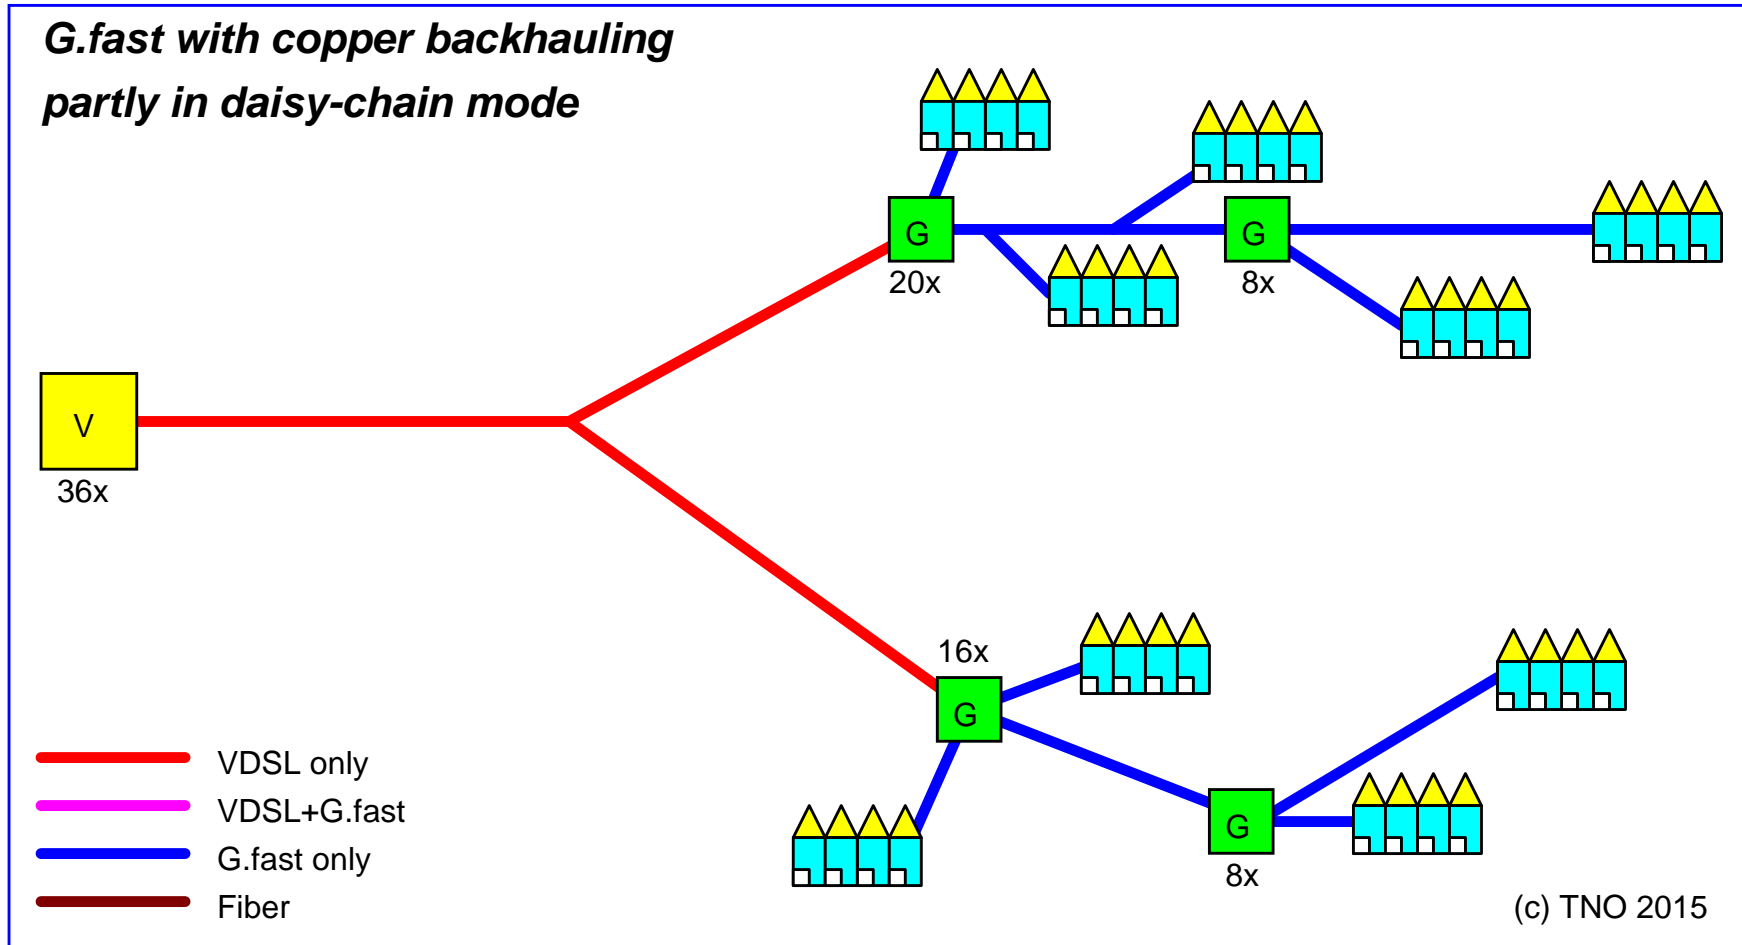 G.fast with copper backhauling
partly in daisy-chain mode
G
20x
G
8x
V
36x
16x
G
G
8x
VDSL only
VDSL+G.fast
G.fast only
Fiber
(c) TNO 2015